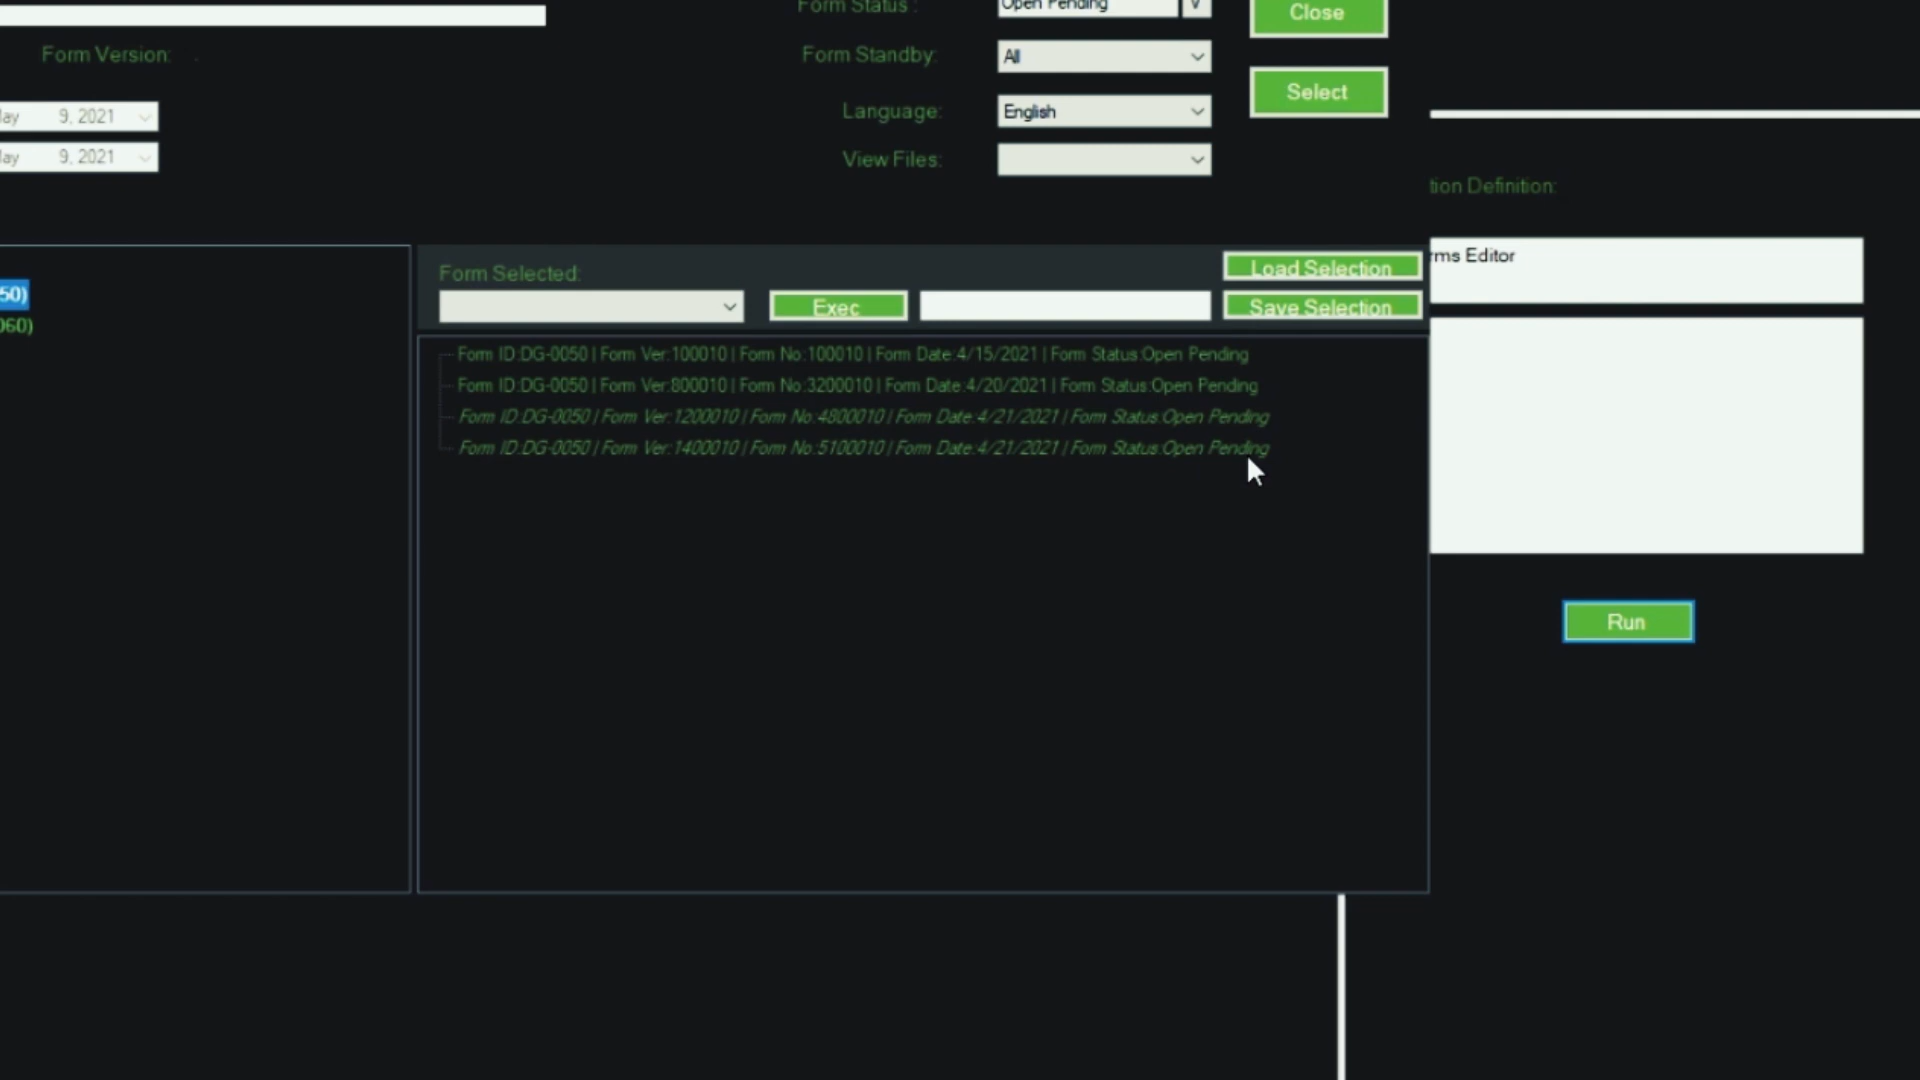 Form Status :
Open Pending
V
Close
Form Version:
Form Standby:
All
Select
9, 2021
Language:
English
9, 2021
View Files:
tion Definition:
rms Editor
Form Selected:
Load Selection
50)
Exec
Save Selection
060)
Form ID:DG-0050 | Form Ver:100010 | Form No:100010 | Form Date:4/15/2021 | Form Status:Open Pending
Form ID:DG-0050 | Form Ver:800010 | Form No:3200010 | Form Date:4/20/2021 | Form Status:Open Pending
Form ID:DG-0050 | Form Ver:1200010 | Form No:4800010 | Form Date:4/21/2021 | Form Status:Open Pending
Form ID:DG-0050 | Form Ver:1400010 | Form No:5100010 | Form Date:4/21/2021 | Form Status:Open Pending
Run